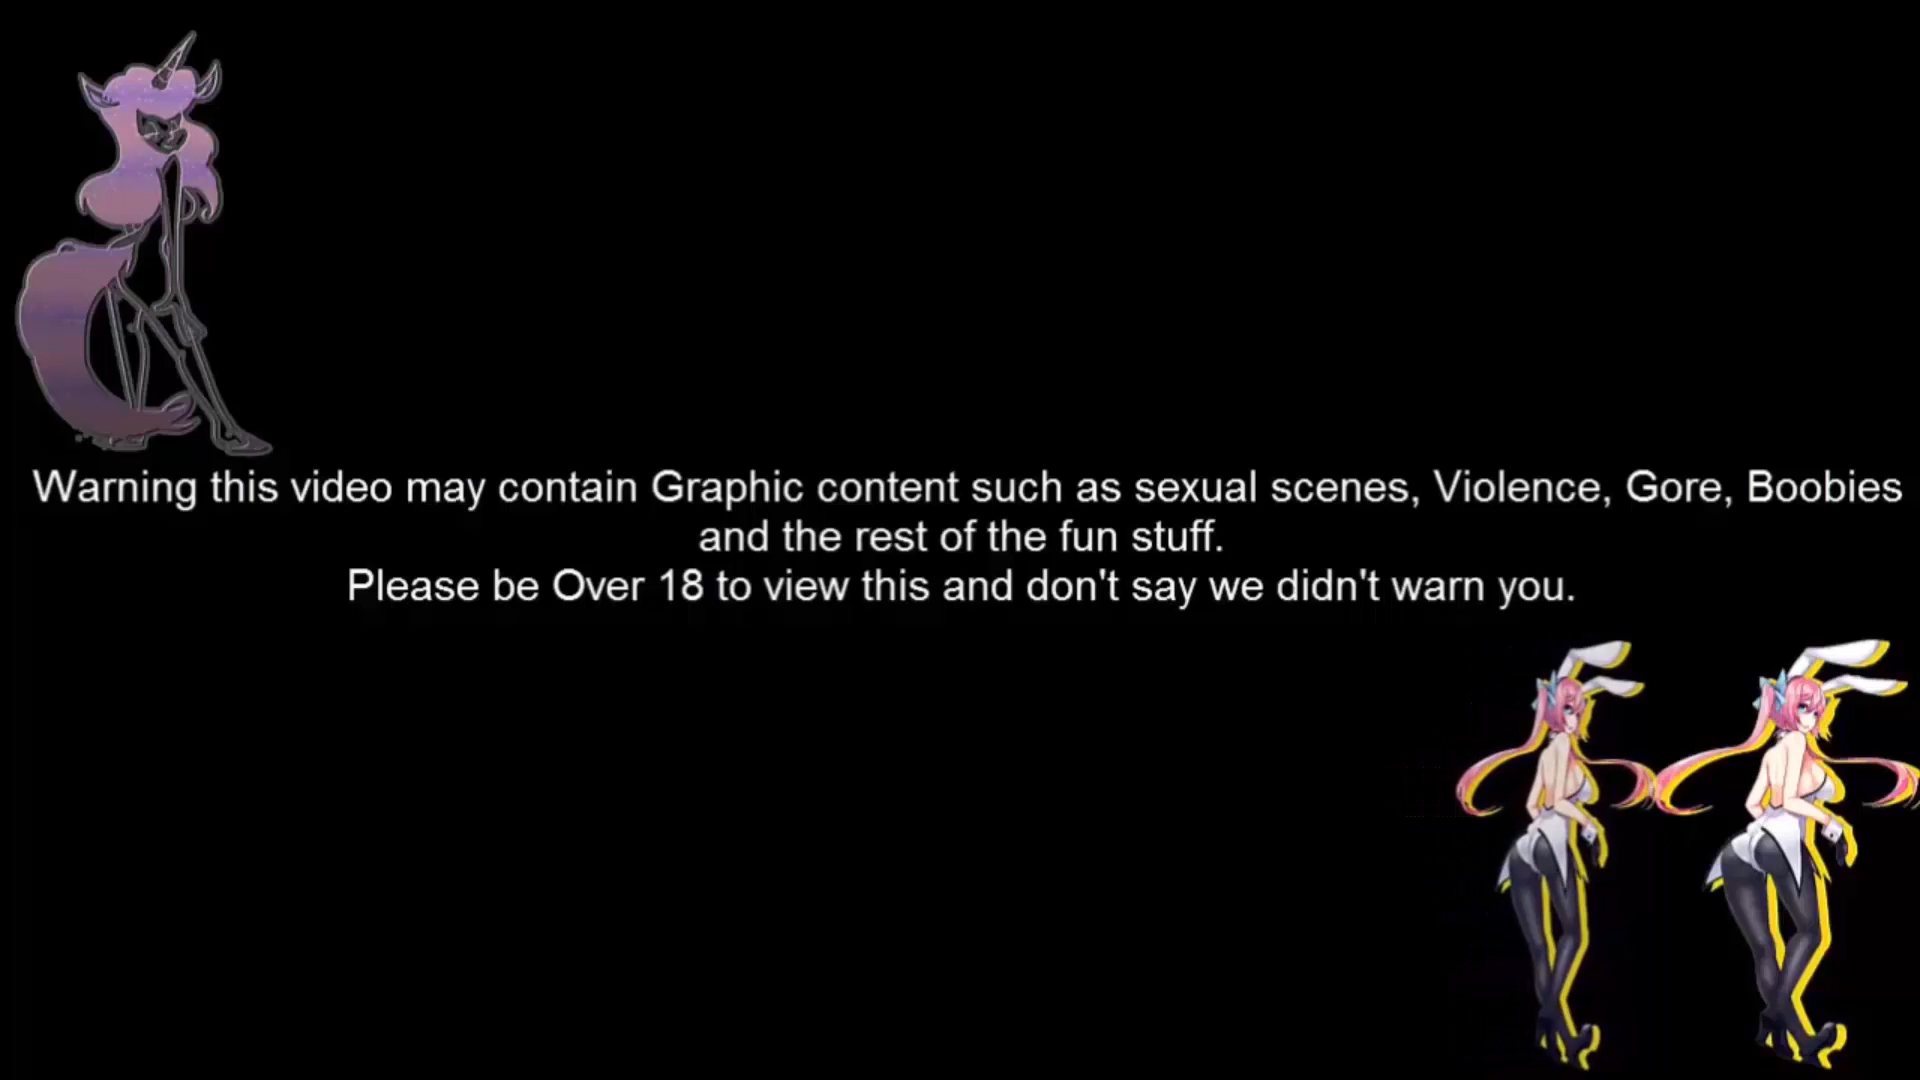 Warning this video may contain Graphic content such as sexual scenes, Violence, Gore, Boobies
and the rest of the fun stuff.
Please be Over 18 to view this and don't say we didn't warn you.